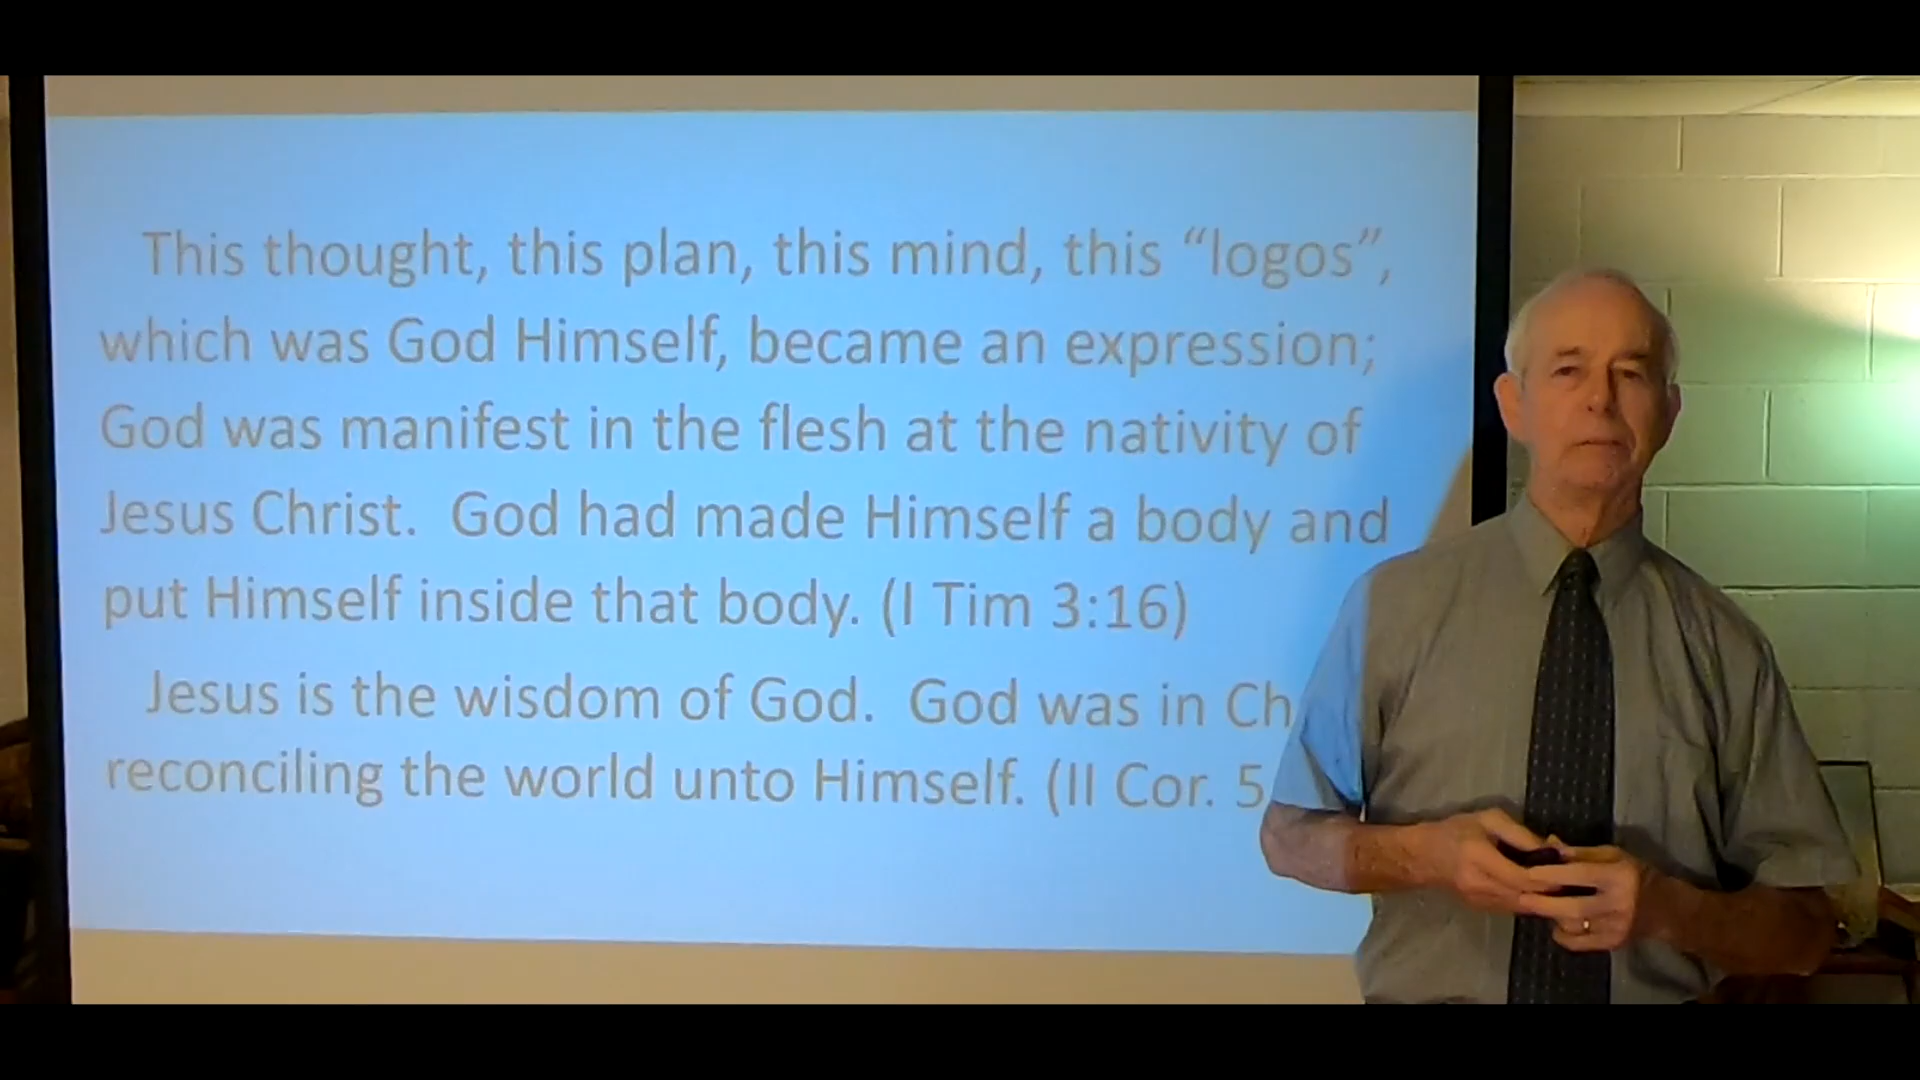 This thought, this plan, this mind, this “logos”,
which was God Himself, became an expression;
God was manifest in the flesh at the nativity of
Jesus Christ. God had made Himself a body and
put Himself inside that body. (I Tim 3:16)
Jesus is the wisdom of God. God was in Ch
reconciling the world unto Himself. (II Cor. 5